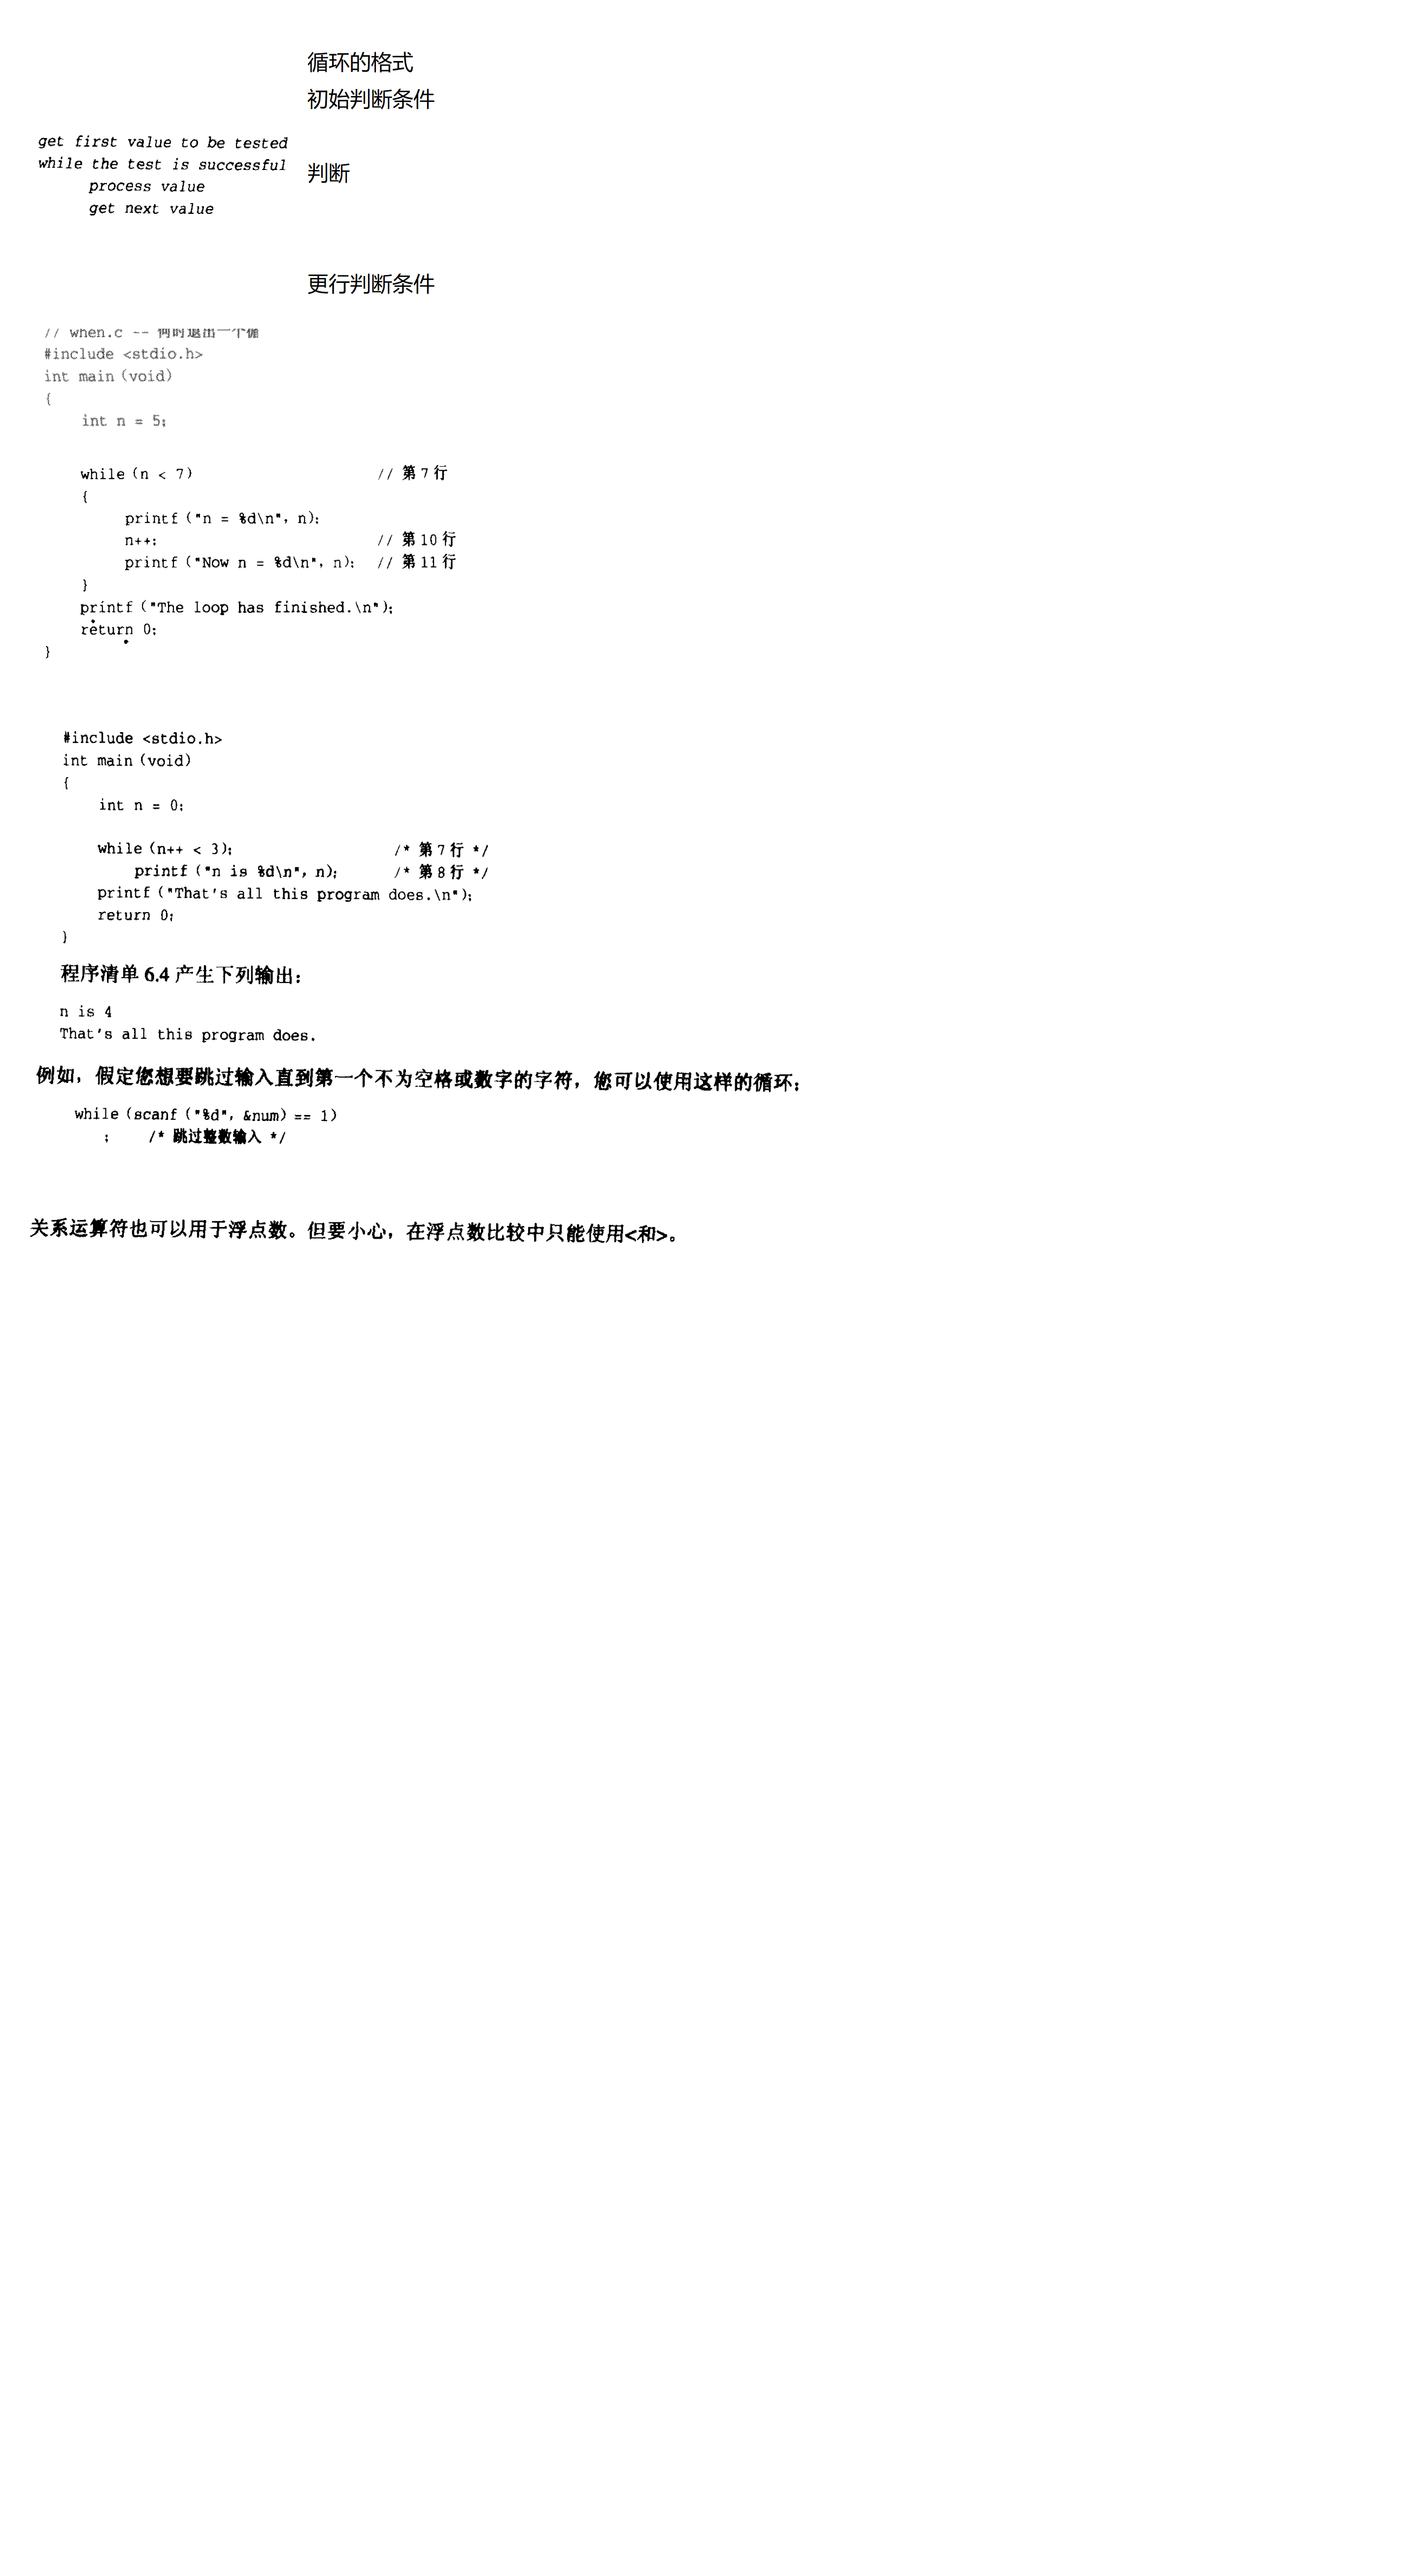 循环的格式
初始判断条件
get first value to be tested
while the test is successful
判断
process value
get next value
更行判断条件
// when.c -- 何时退出一个循
#include <stdio.h>
int main (void)
{
int n = 5;
while (n < 7) // 第 7 行
{
printf ("n = %d\n", n);
n++; // 第 10 行
printf ("Now n = %d\n", n); // 第 11 行
}
printf ("The loop has finished.\n");
return 0;
}
#include <stdio.h>
int main (void)
{
int n = 0;
while (n++ < 3); /* 第 7 行 */
printf ("n is %d\n", n); /* 第 8 行 */
printf ("That's all this program does.\n");
return 0;
}
程序清单 6.4 产生下列输出：
n is 4
That's all this program does.
例如，假定您想要跳过输入直到第一个不为空格或数字的字符，您可以使用这样的循环：
while (scanf ("%d", &num) == 1)
; /* 跳过整数输入 */
关系运算符也可以用于浮点数。但要小心，在浮点数比较中只能使用<和>。